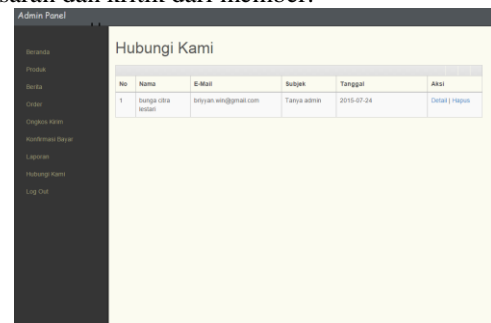 saran dan kritik dari member.
Admin Panel
Beranda
Produk
Berita
Order
Ongkos Kirim
Konfirmasi Bayar
Laporan
Hubungi Kami
Log Out
Hubungi Kami
No Nama E-Mail Subjek Tanggal Aksi
1 bunga citra lestari briyyan.win@gmail.com Tanya admin 2015-07-24 Detail | Hapus